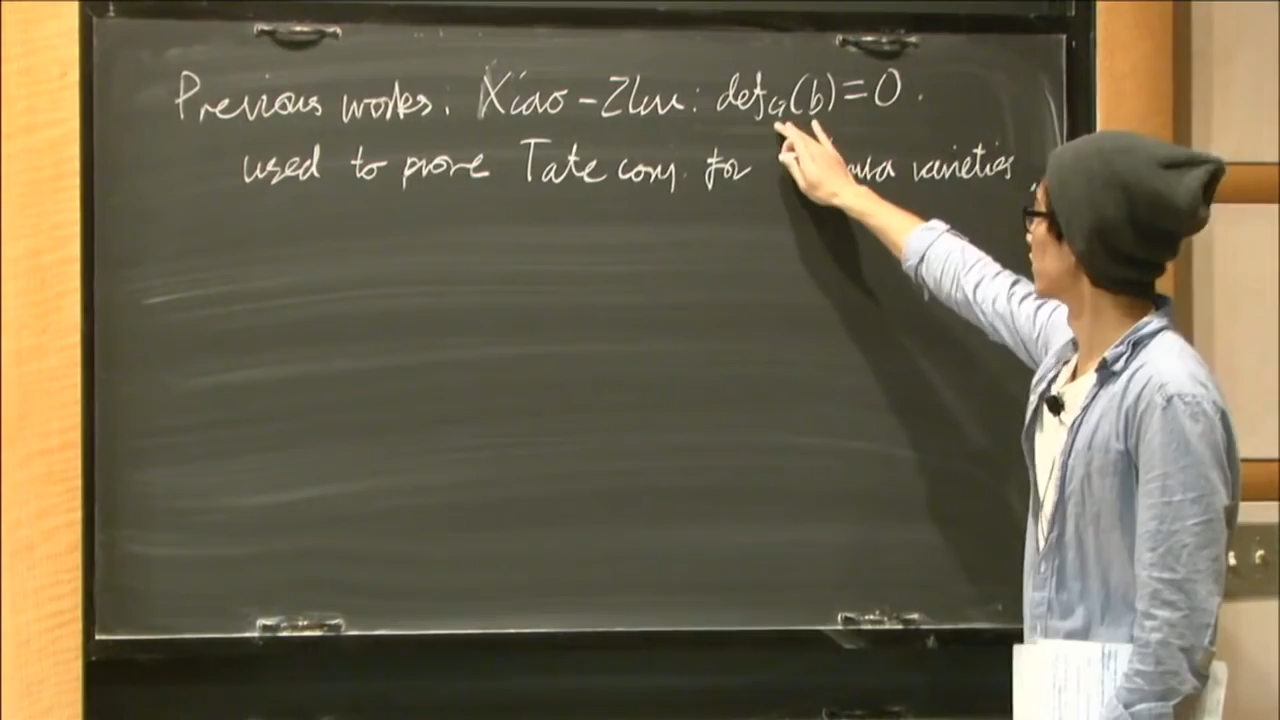 Previous works: Xiao-Zhu: def_G(b)=0.
used to prove Tate conj. for varieties.